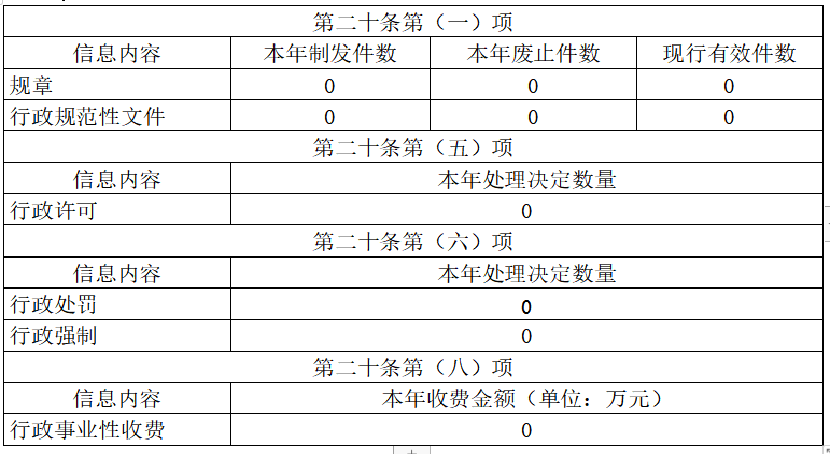 第二十条第（一）项
信息内容 本年制发件数 本年废止件数 现行有效件数
规章 0 0 0
行政规范性文件 0 0 0
第二十条第（五）项
信息内容 本年处理决定数量
行政许可 0
第二十条第（六）项
信息内容 本年处理决定数量
行政处罚 0
行政强制 0
第二十条第（八）项
信息内容 本年收费金额（单位：万元）
行政事业性收费 0